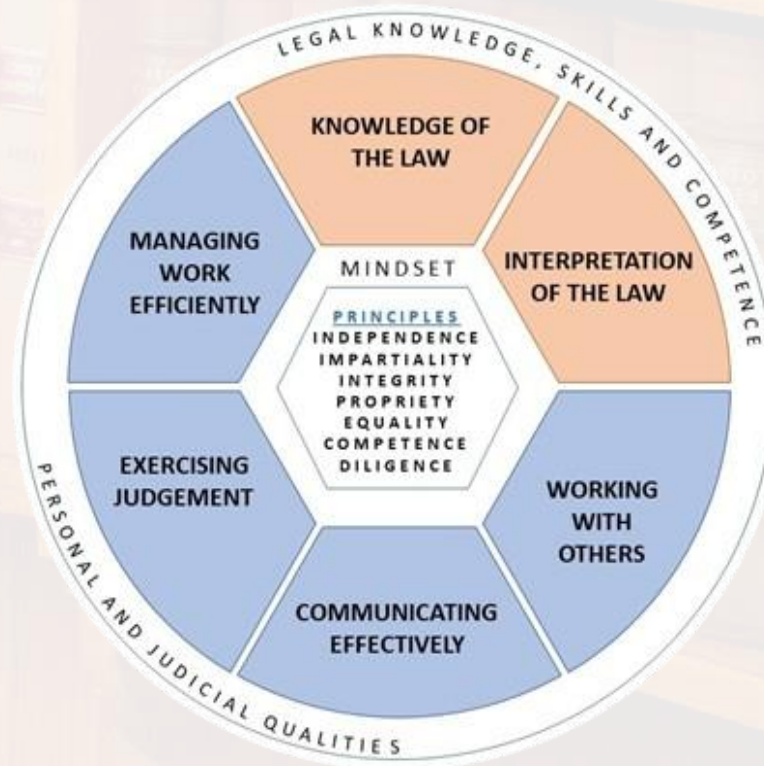 LEGAL KNOWLEDGE, SKILLS AND COMPETENCE
KNOWLEDGE OF
THE LAW
INTERPRETATION
OF THE LAW
WORKING
WITH
OTHERS
COMMUNICATING
EFFECTIVELY
EXERCISING
JUDGEMENT
MANAGING
WORK
EFFICIENTLY
MINDSET
PRINCIPLES
INDEPENDENCE
IMPARTIALITY
INTEGRITY
PROPRIETY
EQUALITY
COMPETENCE
DILIGENCE
PERSONAL AND JUDICIAL QUALITIES